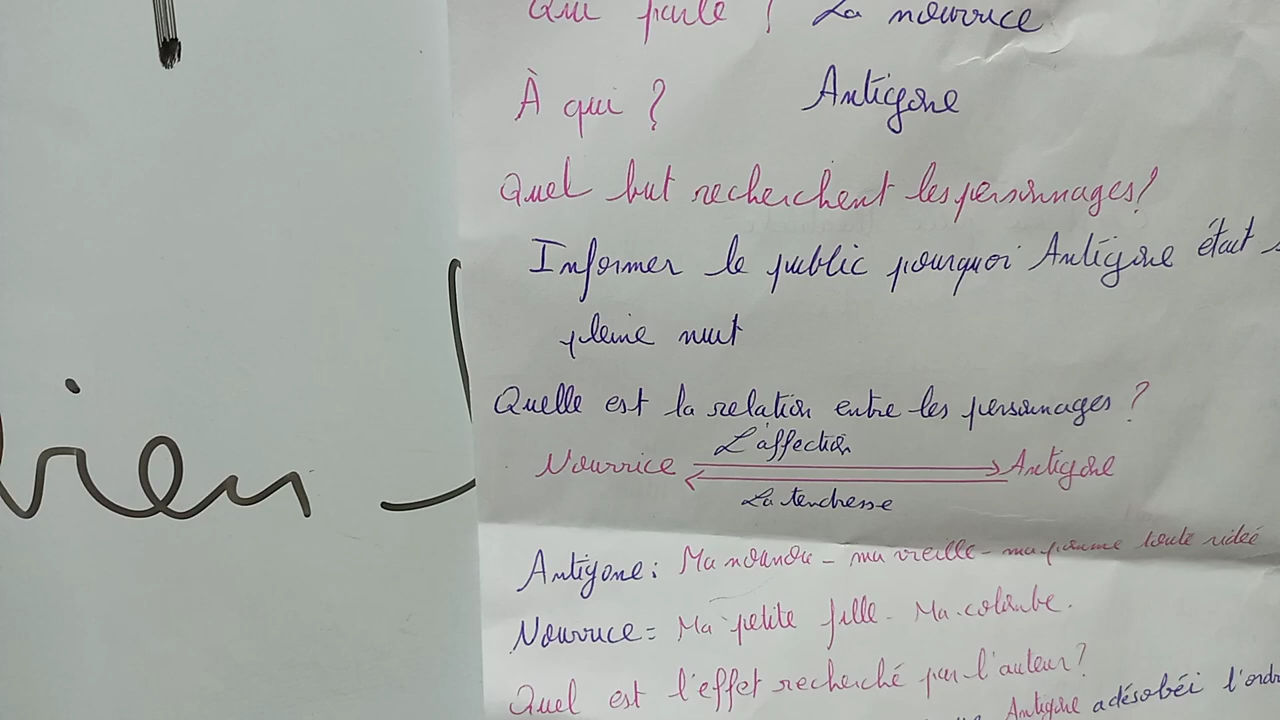 Qui parle ? La nourrice
À qui ? Antigone
Quel but recherchent les personnages?
Informer le public pourquoi Antigone était
pleine nuit
Quelle est la relation entre les personnages ?
L'affection
Nourrice Antigone
La tendresse
Antigone: Ma nounou - ma vieille - ma pomme toute ridée
Nourrice = Ma petite fille - Ma colombe.
Quel est l'effet recherché par l'auteur?
Antigone a désobéi l'ordre